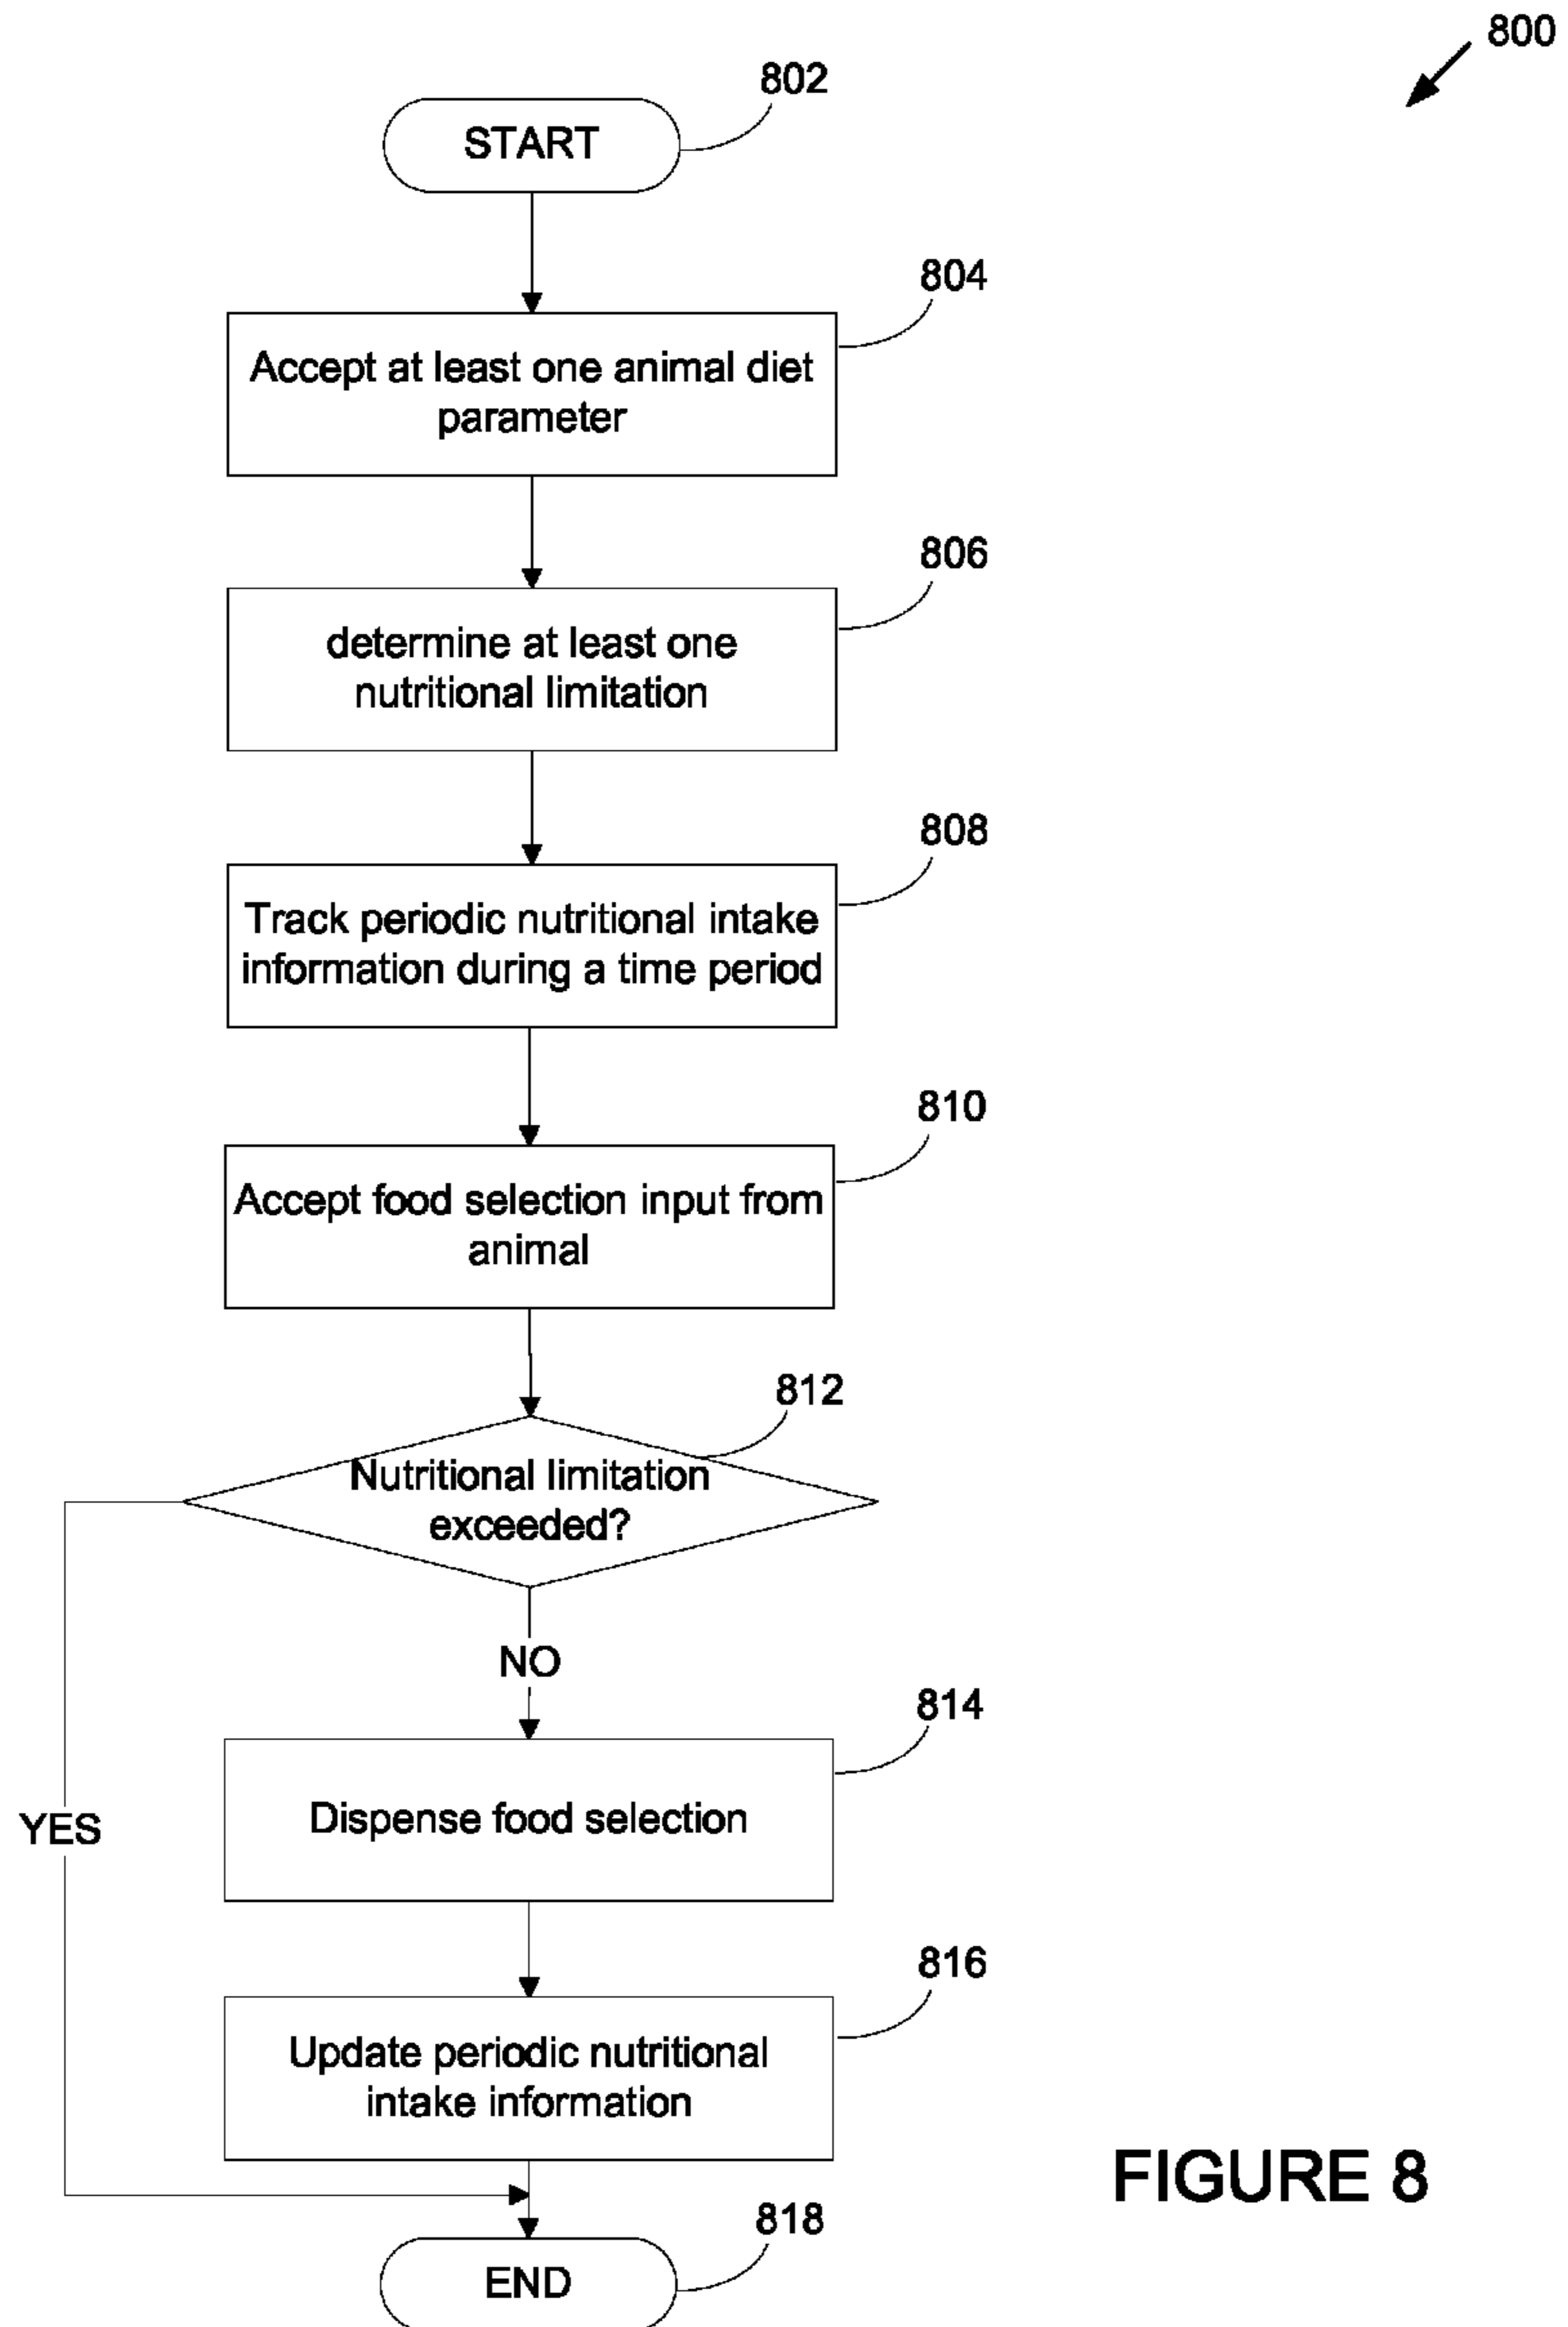 800
802
START
804
Accept at least one animal diet
parameter
806
determine at least one
nutritional limitation
808
Track periodic nutritional intake
information during a time period
810
Accept food selection input from
animal
812
Nutritional limitation
exceeded?
NO
814
Dispense food selection
YES
816
Update periodic nutritional
intake information
FIGURE 8
818
END